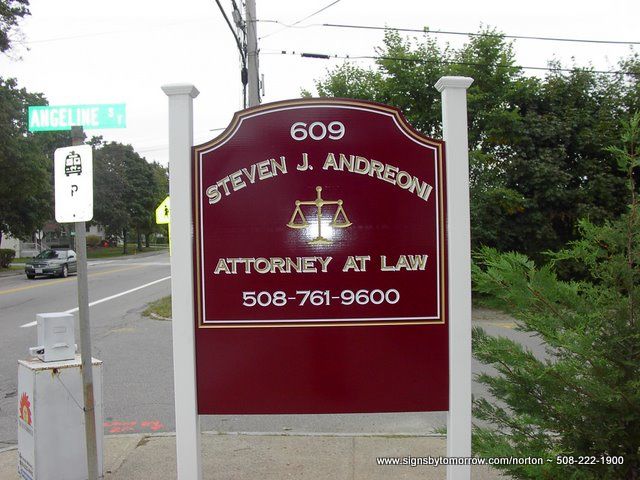 ANGELINE ST
P
609
STEVEN J. ANDREONI
ATTORNEY AT LAW
508-761-9600
www.signsbytomorrow.com/norton ~ 508-222-1900